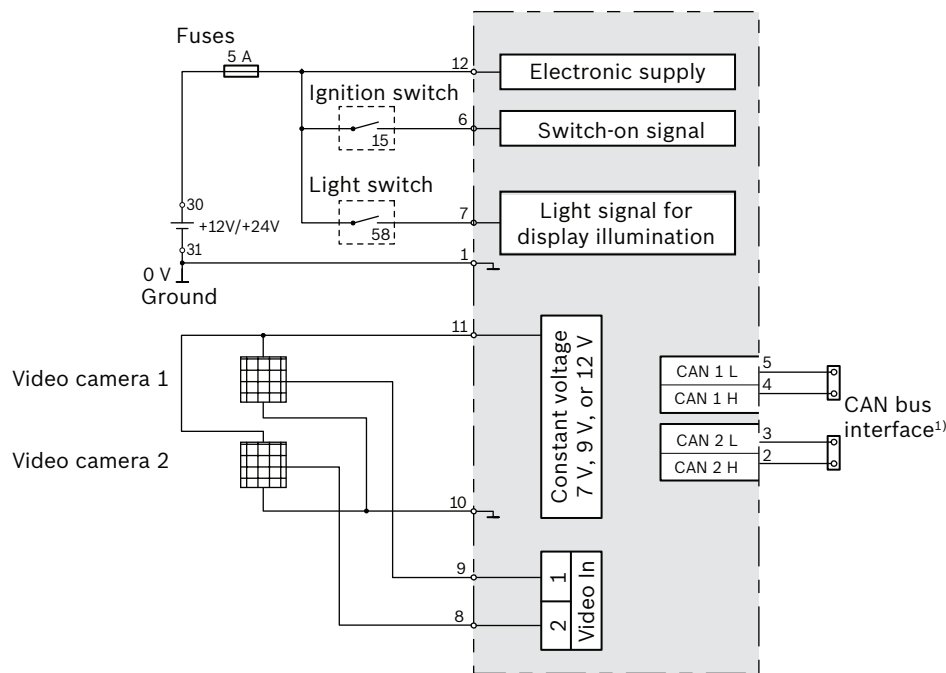 Fuses
5 A
12
Electronic supply
Ignition switch
6
15
Switch-on signal
Light switch
7
58
Light signal for
display illumination
30
+12V/+24V
31
1
0 V
Ground
11
Constant voltage
7 V, 9 V, or 12 V
Video camera 1
Video camera 2
10
9
8
1
2
Video In
CAN 1 L
5
CAN 1 H
4
CAN 2 L
3
CAN 2 H
2
CAN bus
interface¹⁾